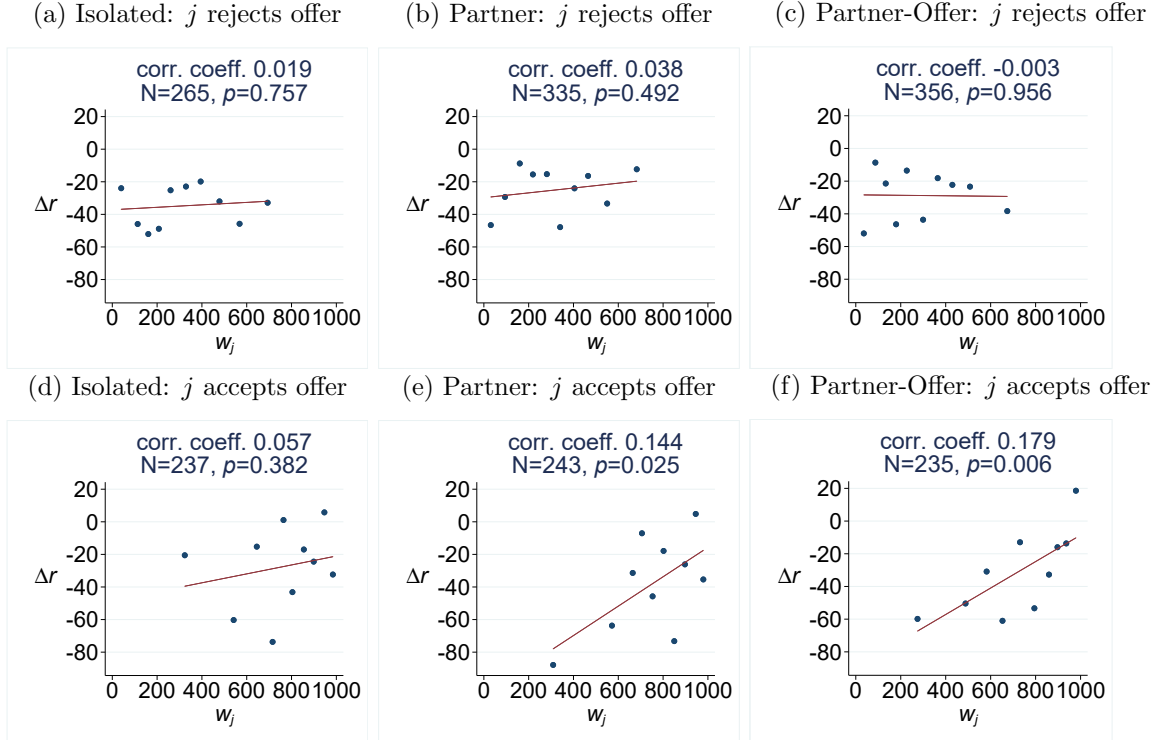 (a) Isolated: j rejects offer
corr. coeff. 0.019
N=265, p=0.757
20
0
-20
-40
-60
-80
Δr
0 200 400 600 800 1000
wj
(b) Partner: j rejects offer
corr. coeff. 0.038
N=335, p=0.492
20
0
-20
-40
-60
-80
Δr
0 200 400 600 800 1000
wj
(c) Partner-Offer: j rejects offer
corr. coeff. -0.003
N=356, p=0.956
20
0
-20
-40
-60
-80
Δr
0 200 400 600 800 1000
wj
(d) Isolated: j accepts offer
corr. coeff. 0.057
N=237, p=0.382
20
0
-20
-40
-60
-80
Δr
0 200 400 600 800 1000
wj
(e) Partner: j accepts offer
corr. coeff. 0.144
N=243, p=0.025
20
0
-20
-40
-60
-80
Δr
0 200 400 600 800 1000
wj
(f) Partner-Offer: j accepts offer
corr. coeff. 0.179
N=235, p=0.006
20
0
-20
-40
-60
-80
Δr
0 200 400 600 800 1000
wj